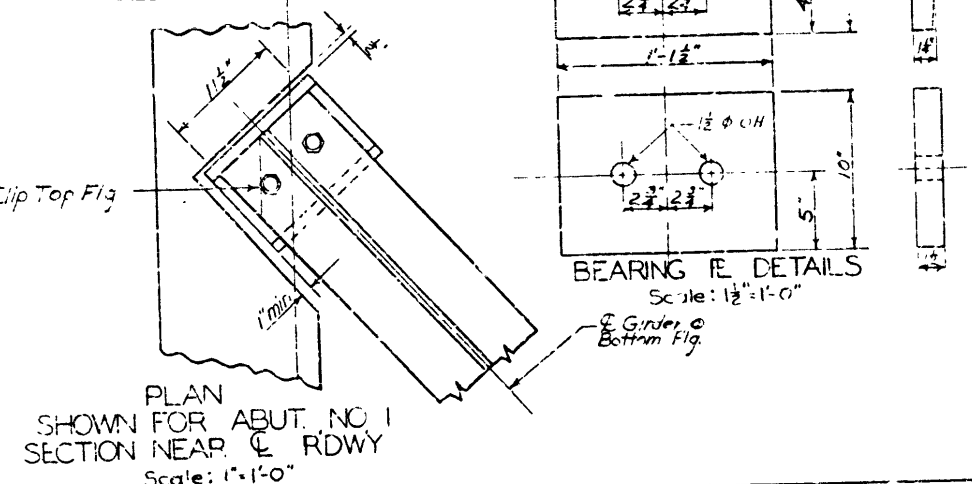 2¾" 2¾"
1'-1½"
11½"
1½ Φ OH
10"
Clip Top Flg
2¾" 2¾"
5"
1" min.
BEARING PL DETAILS
Scale: 1½"=1'-0"
℄ Girder @
Bottom Flg.
PLAN
SHOWN FOR ABUT. NO 1
SECTION NEAR ℄ R'DWY
Scale: 1"=1'-0"